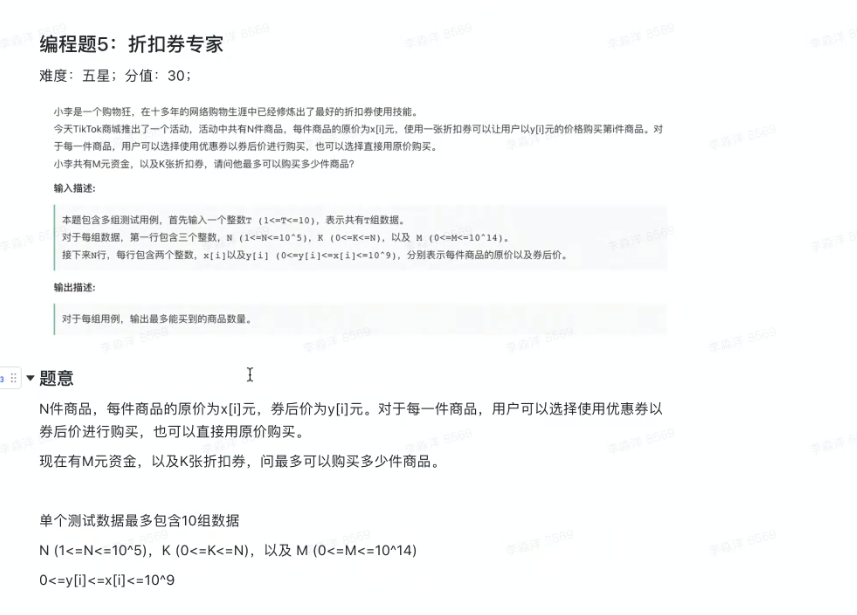 编程题5：折扣券专家
难度：五星；分值：30；
小李是一个购物狂，在十多年的网络购物生涯中已经修炼出了最好的折扣券使用技能。
今天TikTok商城推出了一个活动，活动中共有N件商品，每件商品的原价为x[i]元，使用一张折扣券可以让用户以y[i]元的价格购买第i件商品。对
于每一件商品，用户可以选择使用优惠券以券后价进行购买，也可以选择直接用原价购买。
小李共有M元资金，以及K张折扣券，请问他最多可以购买多少件商品？
输入描述:
本题包含多组测试用例，首先输入一个整数T (1<=T<=10)，表示共有T组数据。
对于每组数据，第一行包含三个整数，N (1<=N<=10^5)，K (0<=K<=N)，以及 M (0<=M<=10^14)。
接下来N行，每行包含两个整数，x[i]以及y[i] (0<=y[i]<=x[i]<=10^9)，分别表示每件商品的原价以及券后价。
输出描述:
对于每组用例，输出最多能买到的商品数量。
题意
N件商品，每件商品的原价为x[i]元，券后价为y[i]元。对于每一件商品，用户可以选择使用优惠券以
券后价进行购买，也可以直接用原价购买。
现在有M元资金，以及K张折扣券，问最多可以购买多少件商品。
单个测试数据最多包含10组数据
N (1<=N<=10^5)，K (0<=K<=N)，以及 M (0<=M<=10^14)
0<=y[i]<=x[i]<=10^9